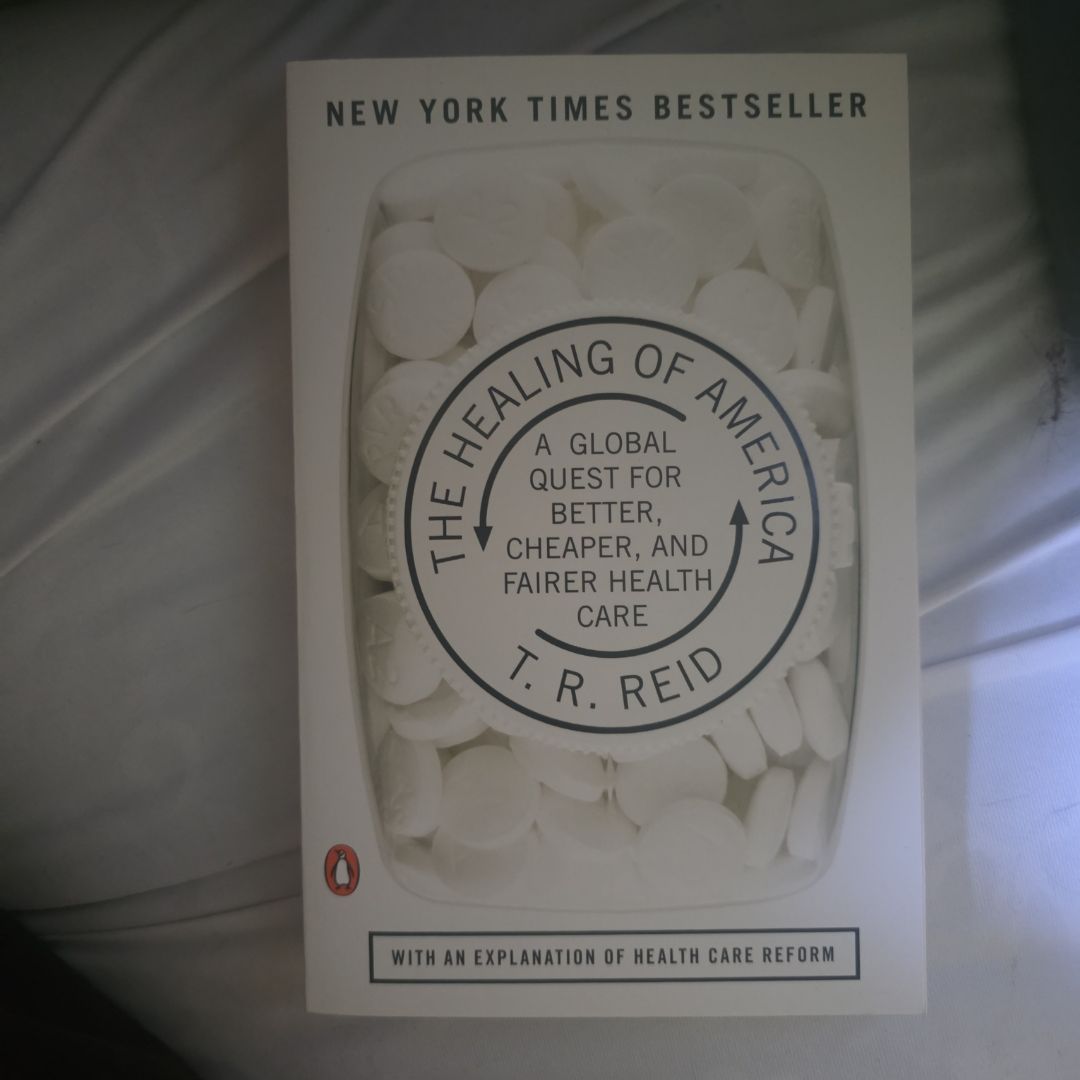 NEW YORK TIMES BESTSELLER
THE HEALING OF AMERICA
A GLOBAL
QUEST FOR
BETTER,
CHEAPER, AND
FAIRER HEALTH
CARE
T. R. REID
WITH AN EXPLANATION OF HEALTH CARE REFORM